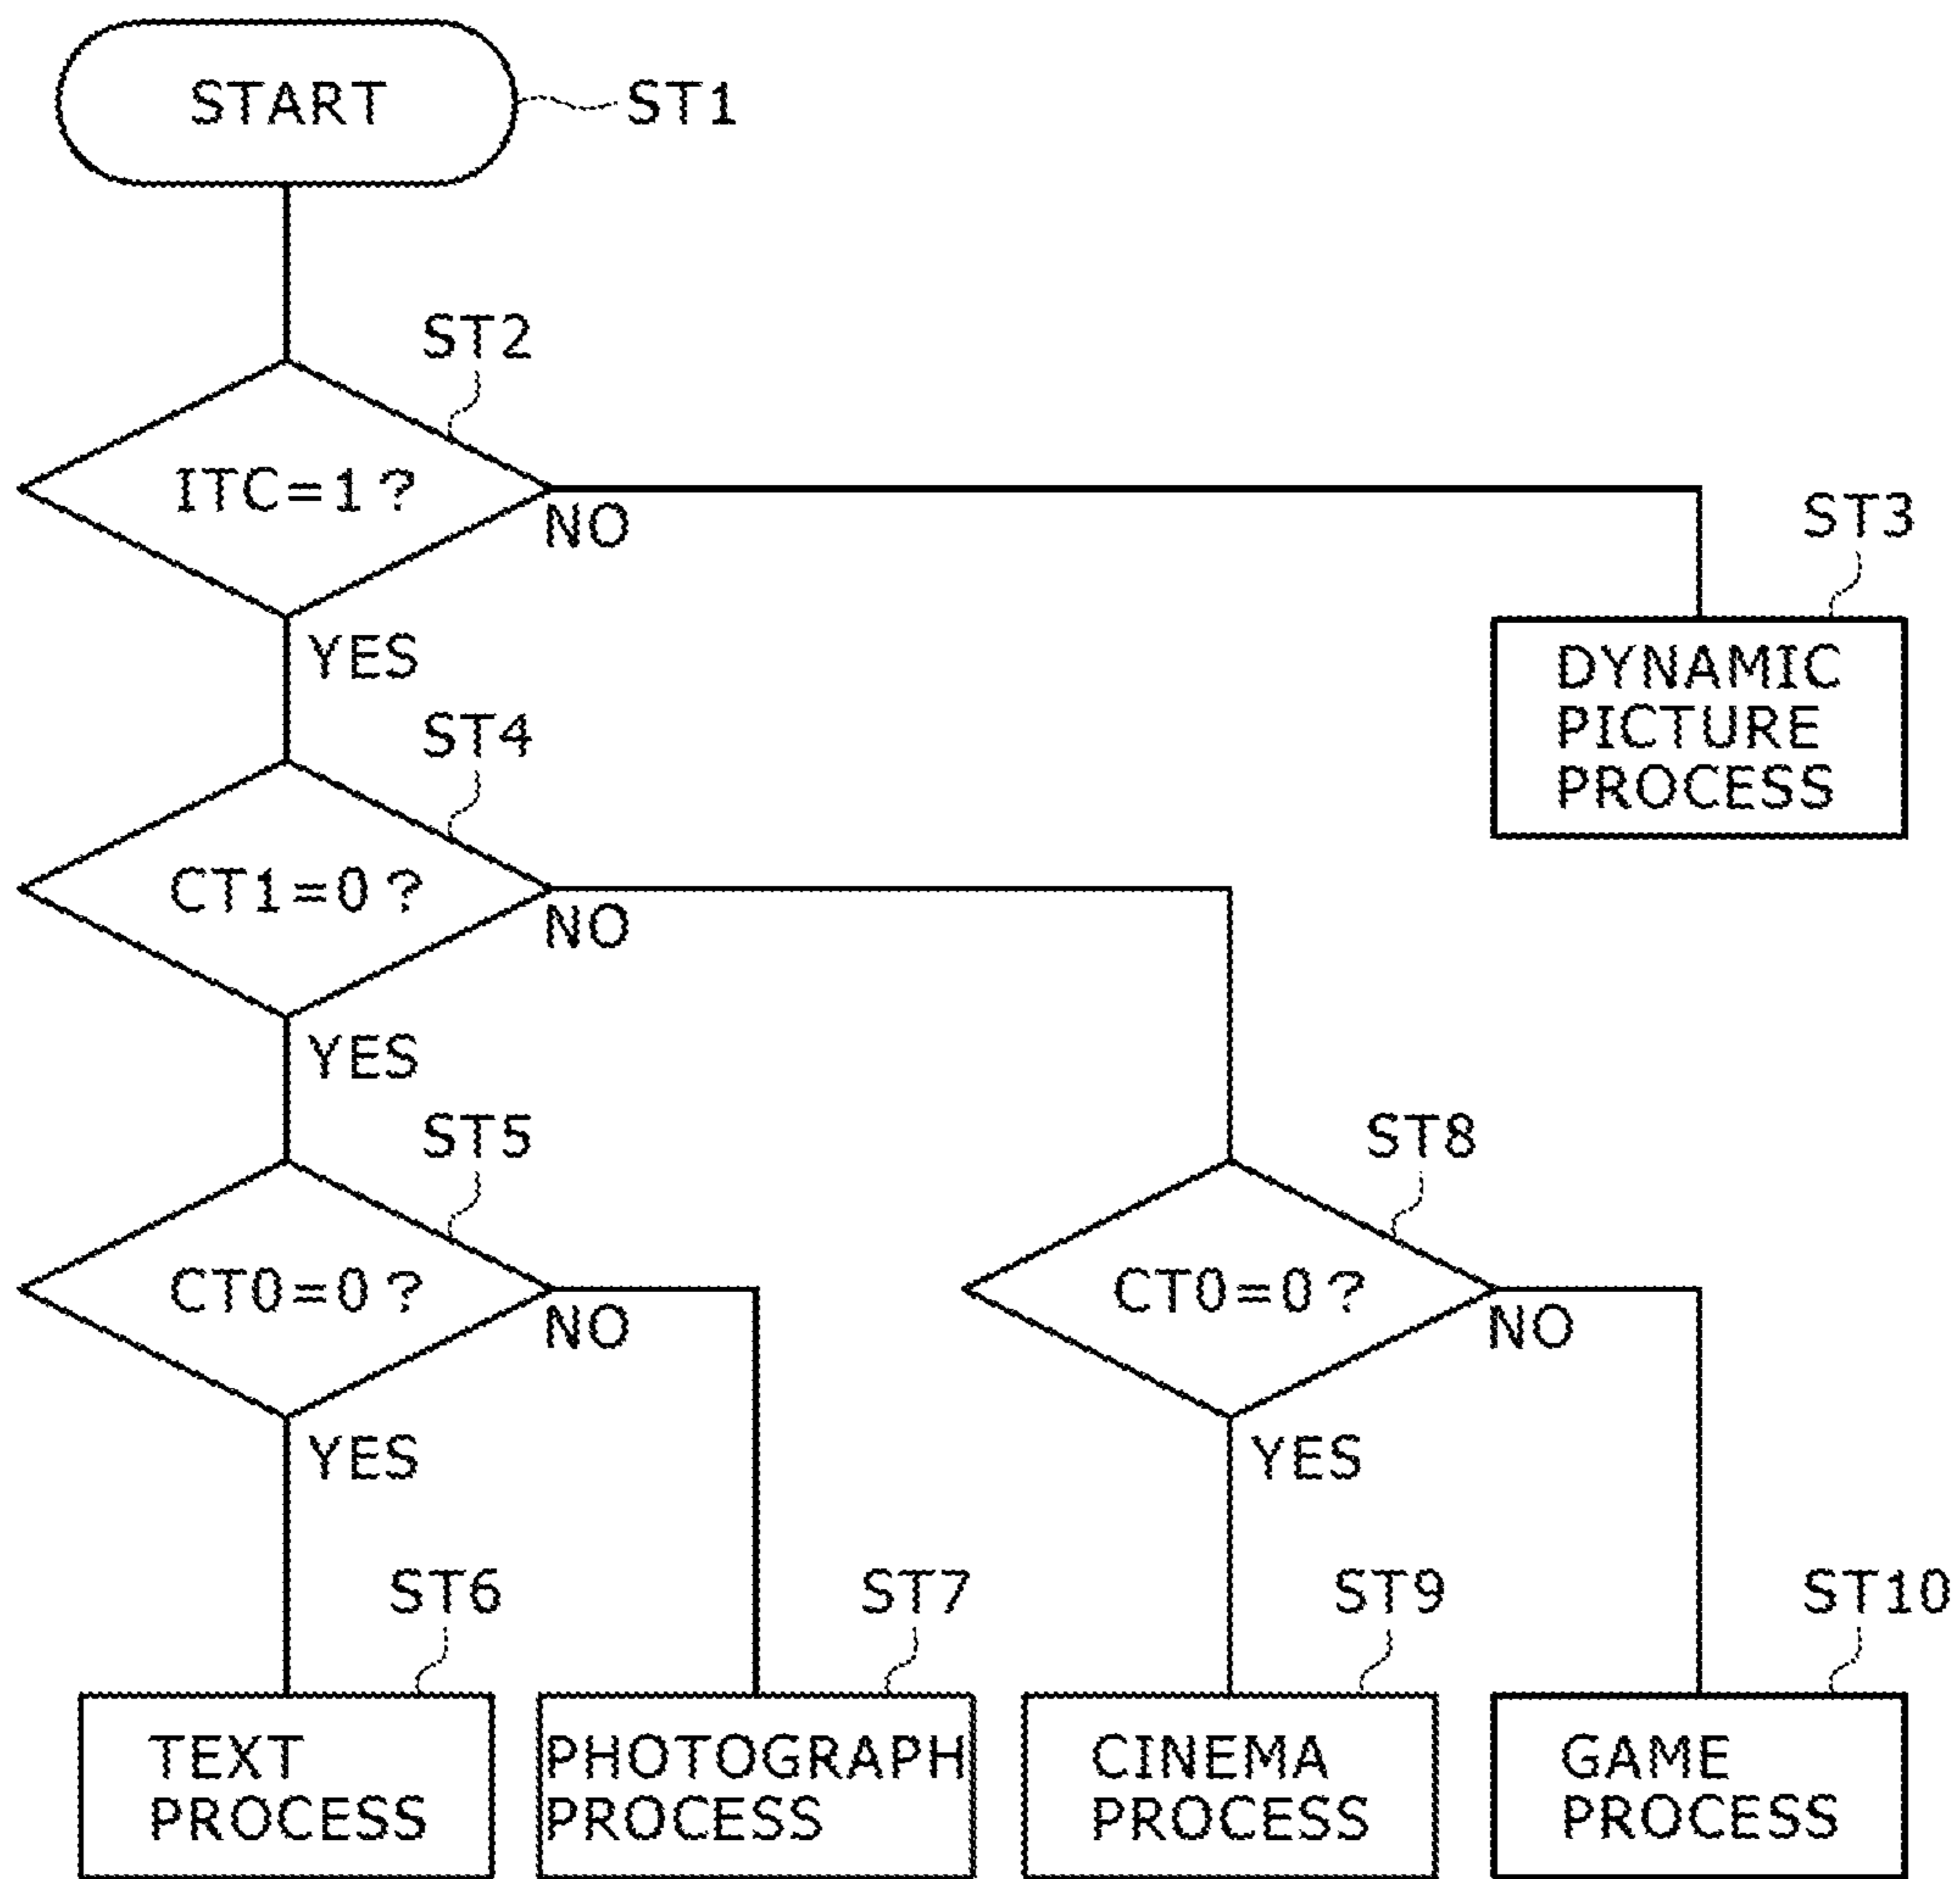 START
ST1
ST2
ITC=1?
NO
YES
ST3
DYNAMIC
PICTURE
PROCESS
ST4
CT1=0?
NO
YES
ST5
CT0=0?
NO
YES
ST8
CT0=0?
NO
YES
ST6
TEXT
PROCESS
ST7
PHOTOGRAPH
PROCESS
ST9
CINEMA
PROCESS
ST10
GAME
PROCESS